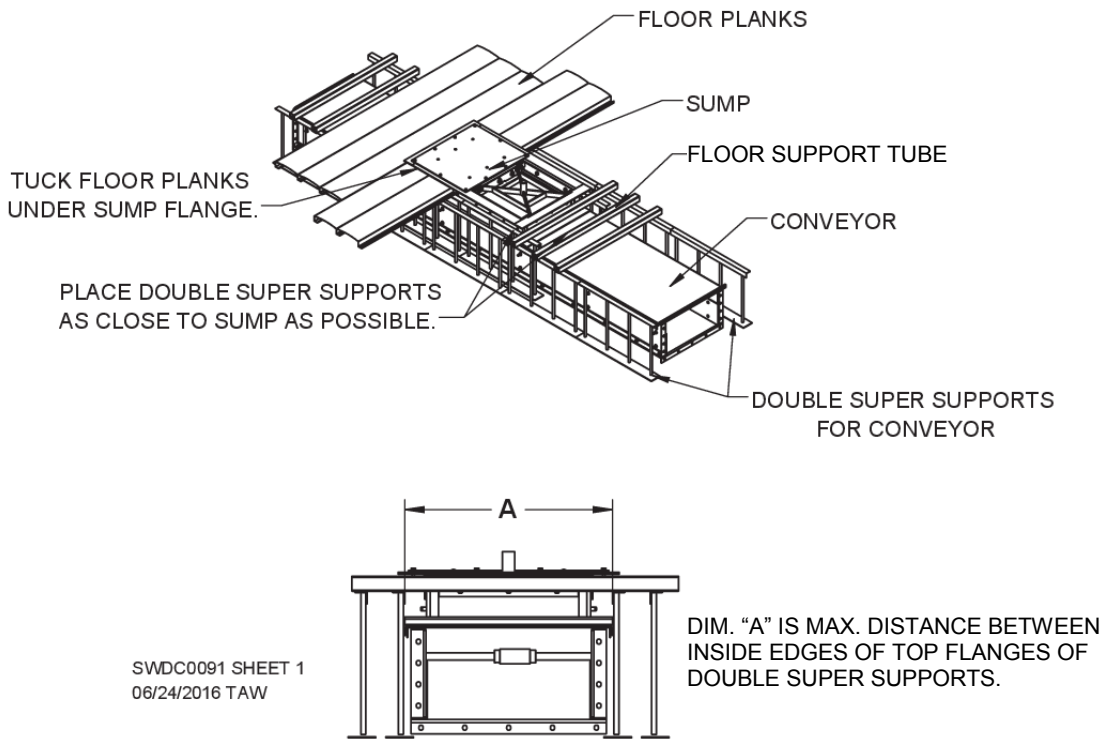 FLOOR PLANKS
SUMP
FLOOR SUPPORT TUBE
TUCK FLOOR PLANKS
UNDER SUMP FLANGE.
CONVEYOR
PLACE DOUBLE SUPER SUPPORTS
AS CLOSE TO SUMP AS POSSIBLE.
DOUBLE SUPER SUPPORTS
FOR CONVEYOR
A
DIM. “A” IS MAX. DISTANCE BETWEEN
INSIDE EDGES OF TOP FLANGES OF
DOUBLE SUPER SUPPORTS.
SWDC0091 SHEET 1
06/24/2016 TAW